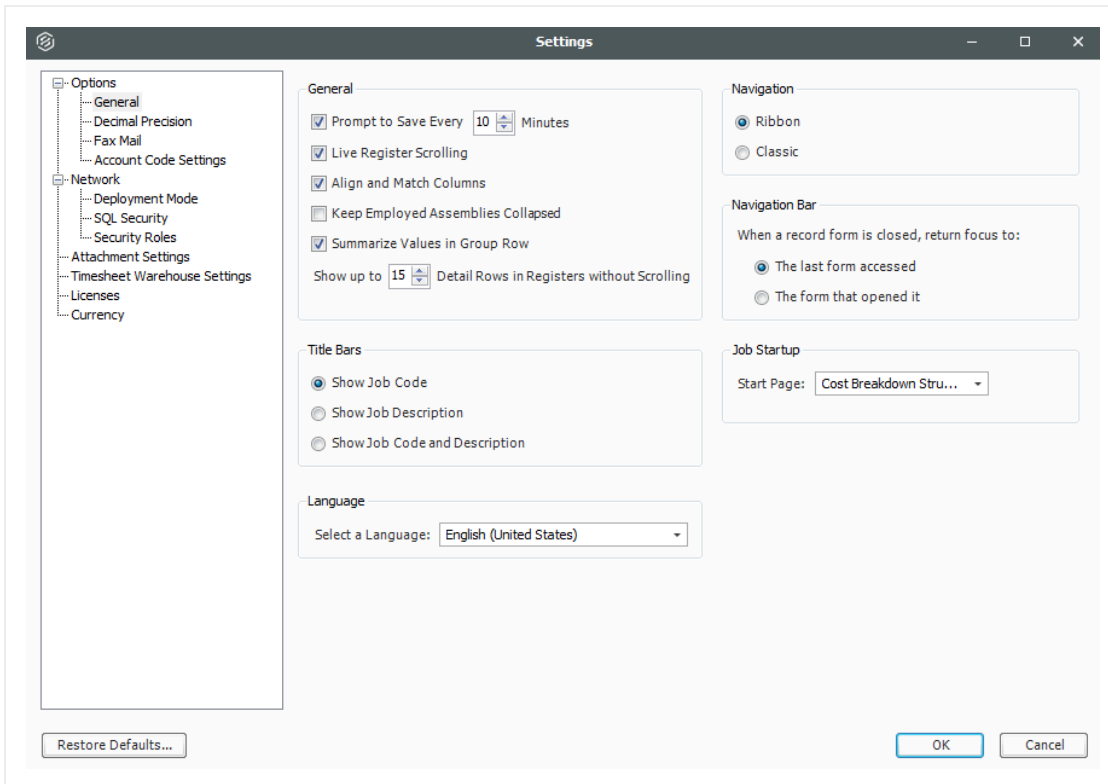 Settings
Options
General
Decimal Precision
Fax Mail
Account Code Settings
Network
Deployment Mode
SQL Security
Security Roles
Attachment Settings
Timesheet Warehouse Settings
Licenses
Currency
General
Prompt to Save Every 10 Minutes
Live Register Scrolling
Align and Match Columns
Keep Employed Assemblies Collapsed
Summarize Values in Group Row
Show up to 15 Detail Rows in Registers without Scrolling
Title Bars
Show Job Code
Show Job Description
Show Job Code and Description
Language
Select a Language: English (United States)
Navigation
Ribbon
Classic
Navigation Bar
When a record form is closed, return focus to:
The last form accessed
The form that opened it
Job Startup
Start Page: Cost Breakdown Stru...
Restore Defaults...
OK
Cancel